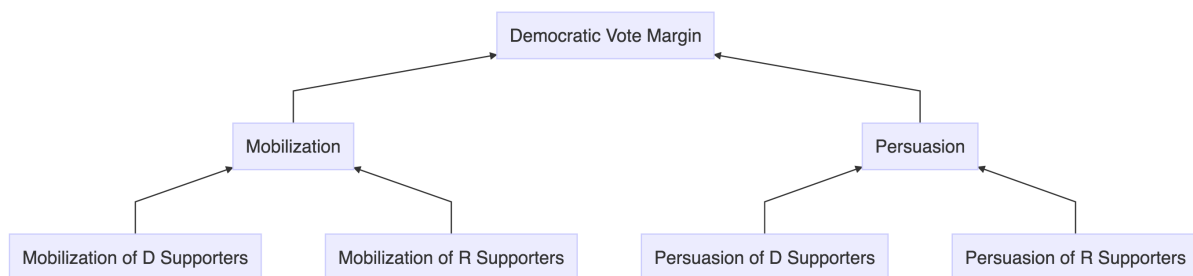 Democratic Vote Margin
Mobilization
Persuasion
Mobilization of D Supporters
Mobilization of R Supporters
Persuasion of D Supporters
Persuasion of R Supporters